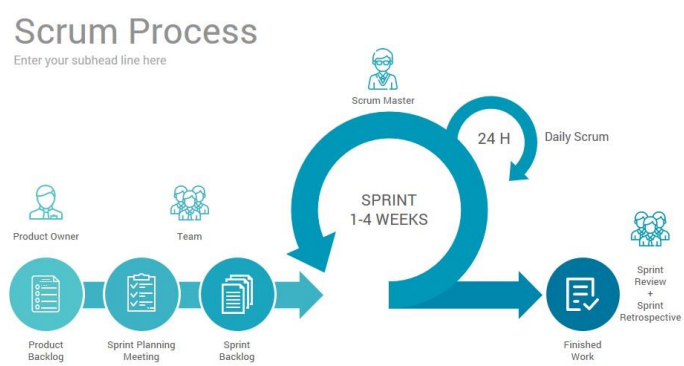 Scrum Process
Enter your subhead line here
Scrum Master
24 H
Daily Scrum
SPRINT
1-4 WEEKS
Product Owner
Team
Product
Backlog
Sprint Planning
Meeting
Sprint
Backlog
Finished
Work
Sprint
Review
+
Sprint
Retrospective